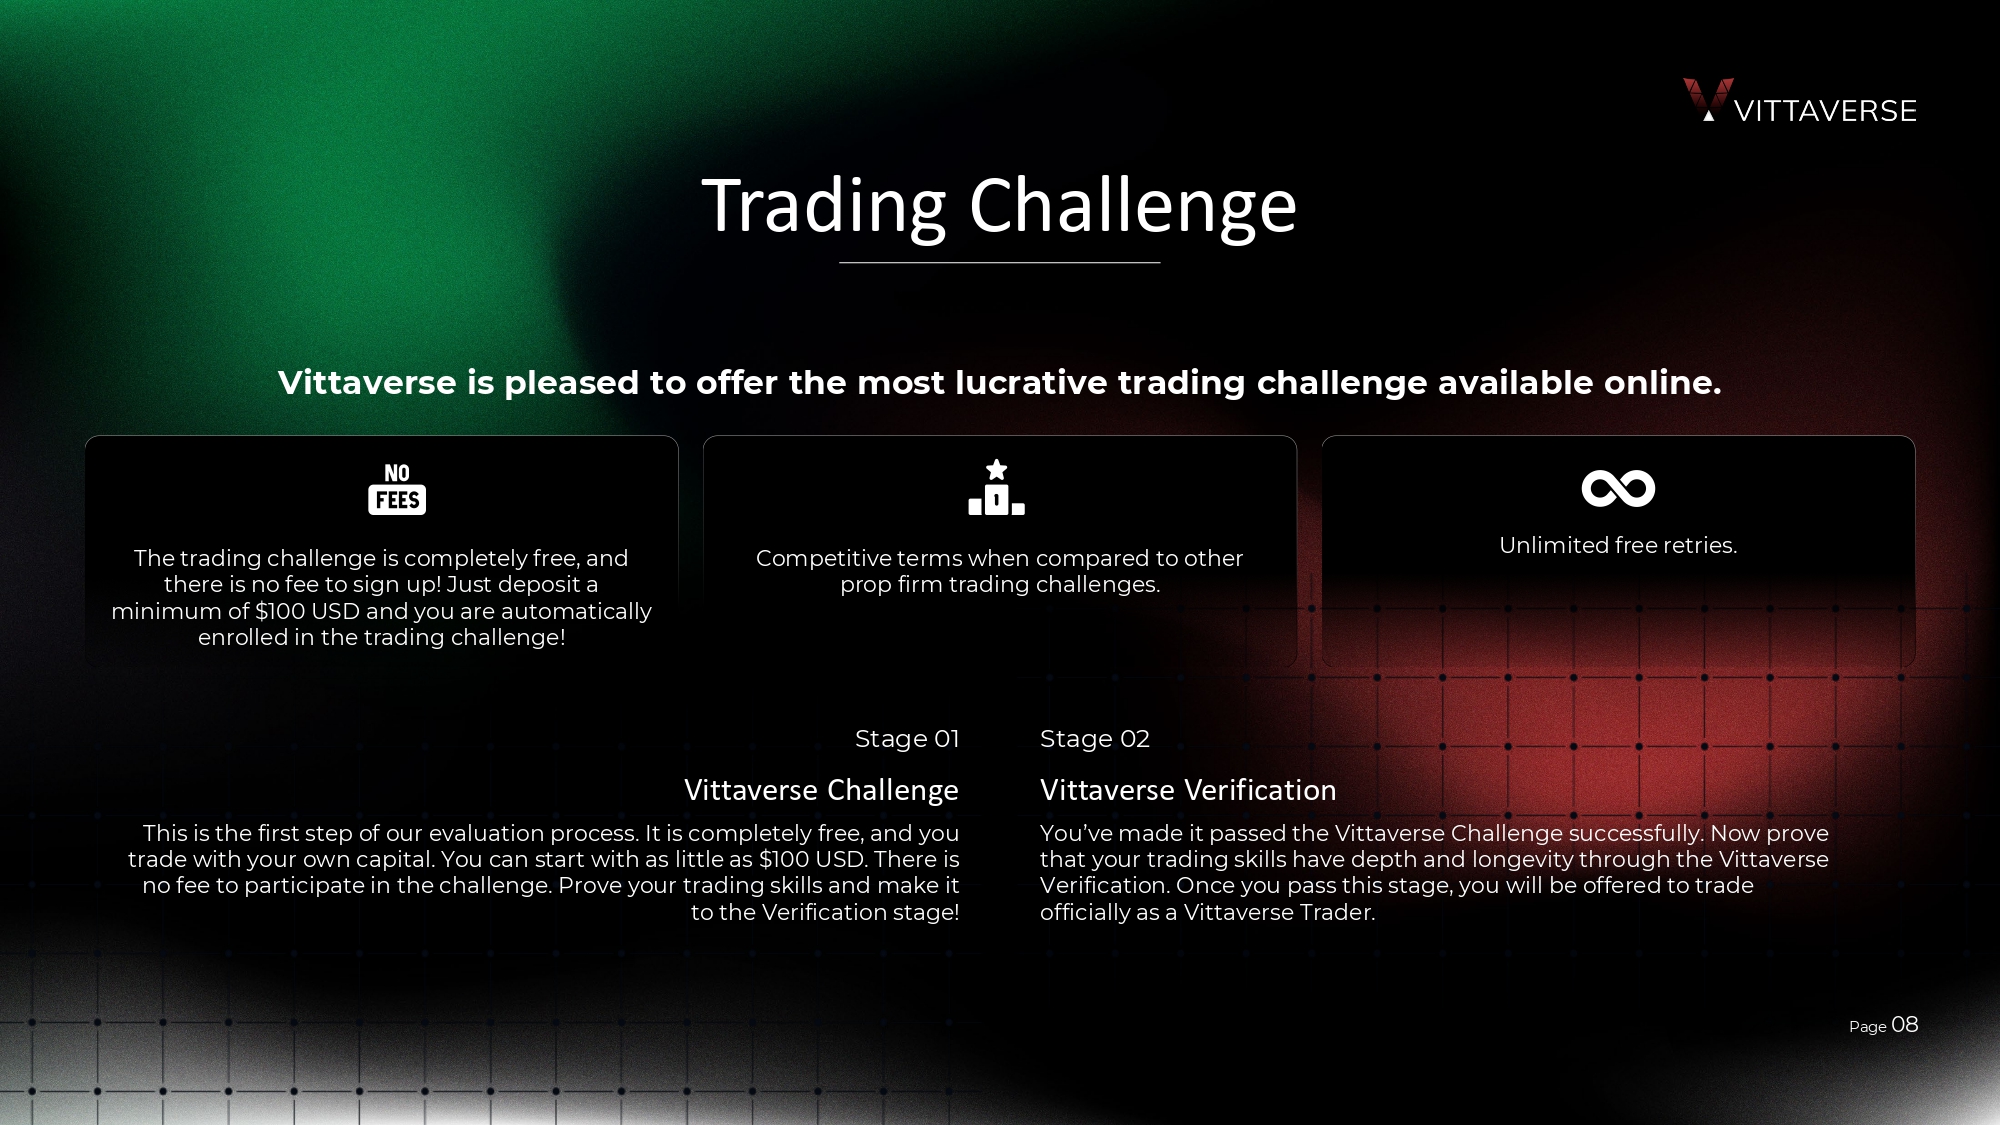 VITTAVERSE
Trading Challenge
Vittaverse is pleased to offer the most lucrative trading challenge available online.
NO
FEES
The trading challenge is completely free, and
there is no fee to sign up! Just deposit a
minimum of $100 USD and you are automatically
enrolled in the trading challenge!
1
Competitive terms when compared to other
prop firm trading challenges.
Unlimited free retries.
Stage 01
Vittaverse Challenge
This is the first step of our evaluation process. It is completely free, and you
trade with your own capital. You can start with as little as $100 USD. There is
no fee to participate in the challenge. Prove your trading skills and make it
to the Verification stage!
Stage 02
Vittaverse Verification
You’ve made it passed the Vittaverse Challenge successfully. Now prove
that your trading skills have depth and longevity through the Vittaverse
Verification. Once you pass this stage, you will be offered to trade
officially as a Vittaverse Trader.
Page 08